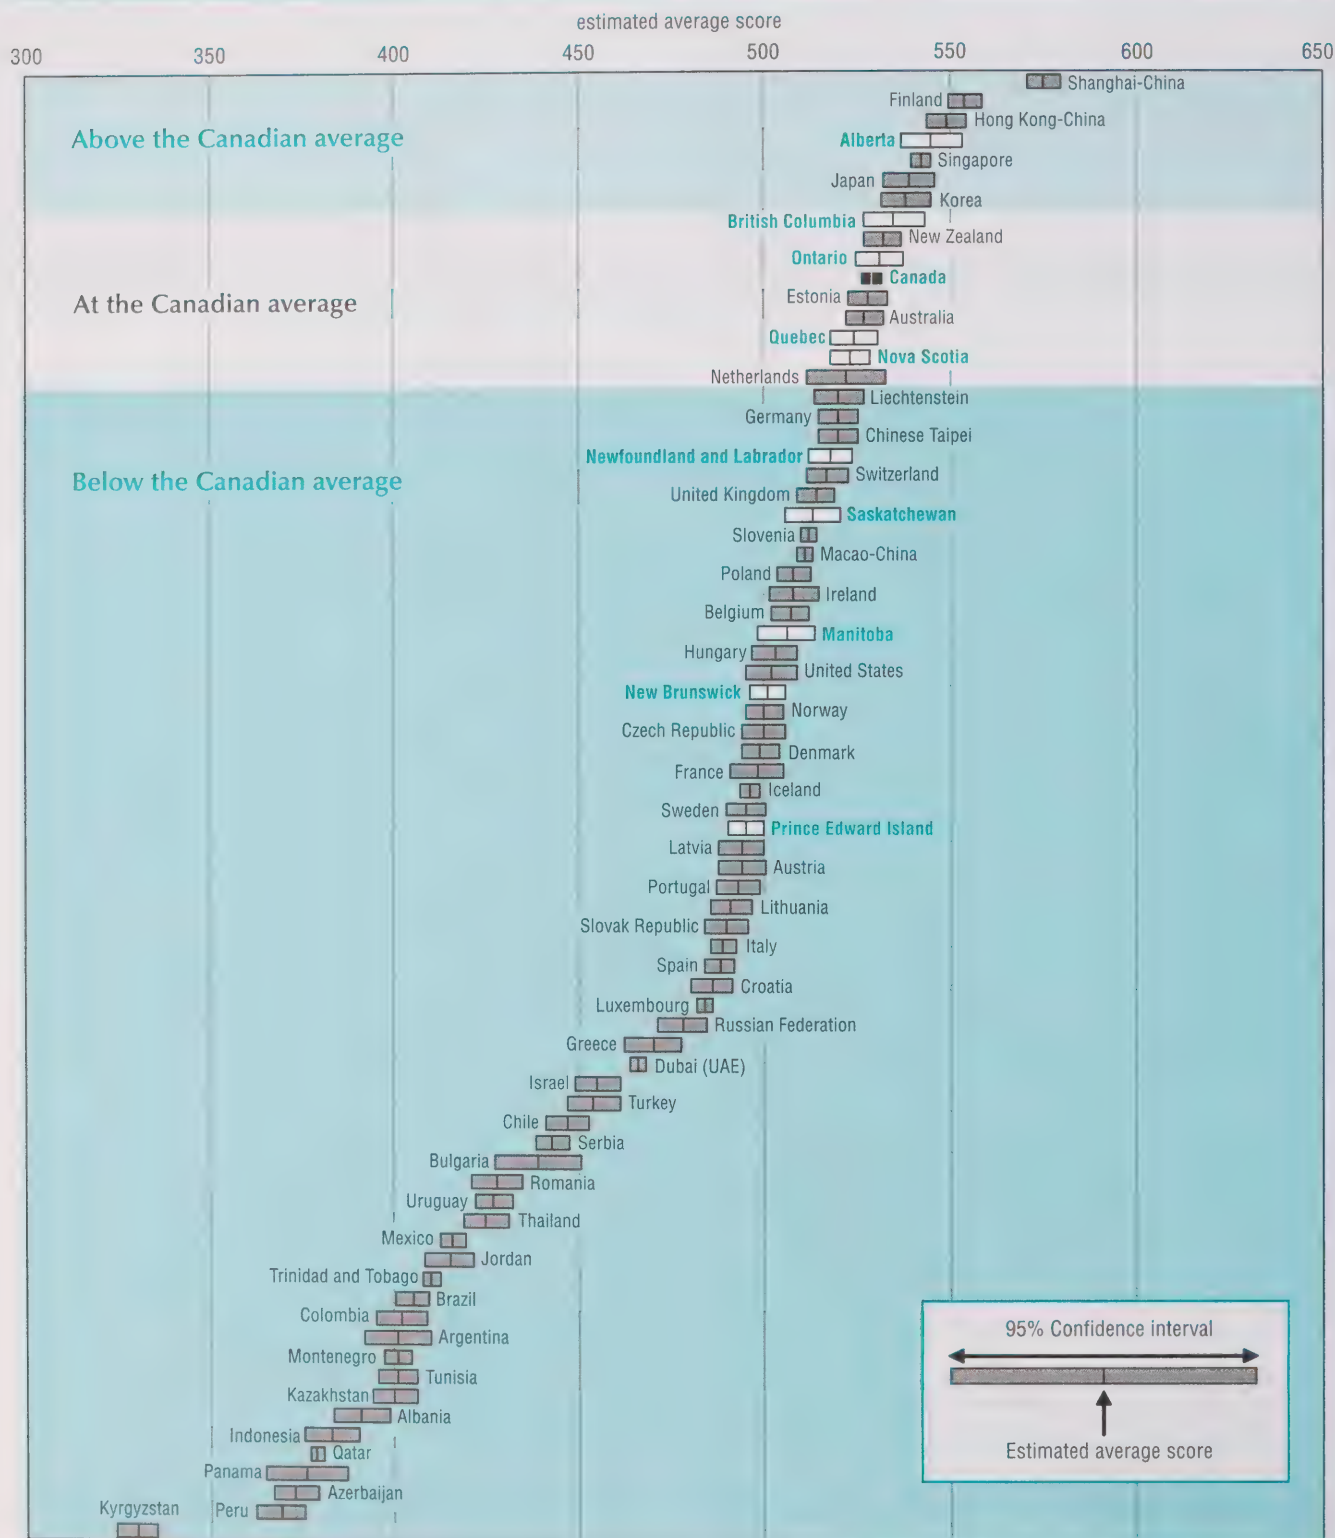 estimated average score
300 350 400 450 500 550 600 650
Shanghai-China
Finland
Hong Kong-China
Above the Canadian average
Alberta
Singapore
Japan
Korea
British Columbia
New Zealand
Ontario
Canada
At the Canadian average
Estonia
Australia
Quebec
Nova Scotia
Netherlands
Liechtenstein
Germany
Chinese Taipei
Newfoundland and Labrador
Below the Canadian average
Switzerland
United Kingdom
Saskatchewan
Slovenia
Macao-China
Poland
Ireland
Belgium
Manitoba
Hungary
United States
New Brunswick
Norway
Czech Republic
Denmark
France
Iceland
Sweden
Prince Edward Island
Latvia
Austria
Portugal
Lithuania
Slovak Republic
Italy
Spain
Croatia
Luxembourg
Russian Federation
Greece
Dubai (UAE)
Israel
Turkey
Chile
Serbia
Bulgaria
Romania
Uruguay
Thailand
Mexico
Jordan
Trinidad and Tobago
Brazil
Colombia
Argentina
Montenegro
Tunisia
Kazakhstan
Albania
Indonesia
Qatar
Panama
Azerbaijan
Peru
Kyrgyzstan
95% Confidence interval
Estimated average score